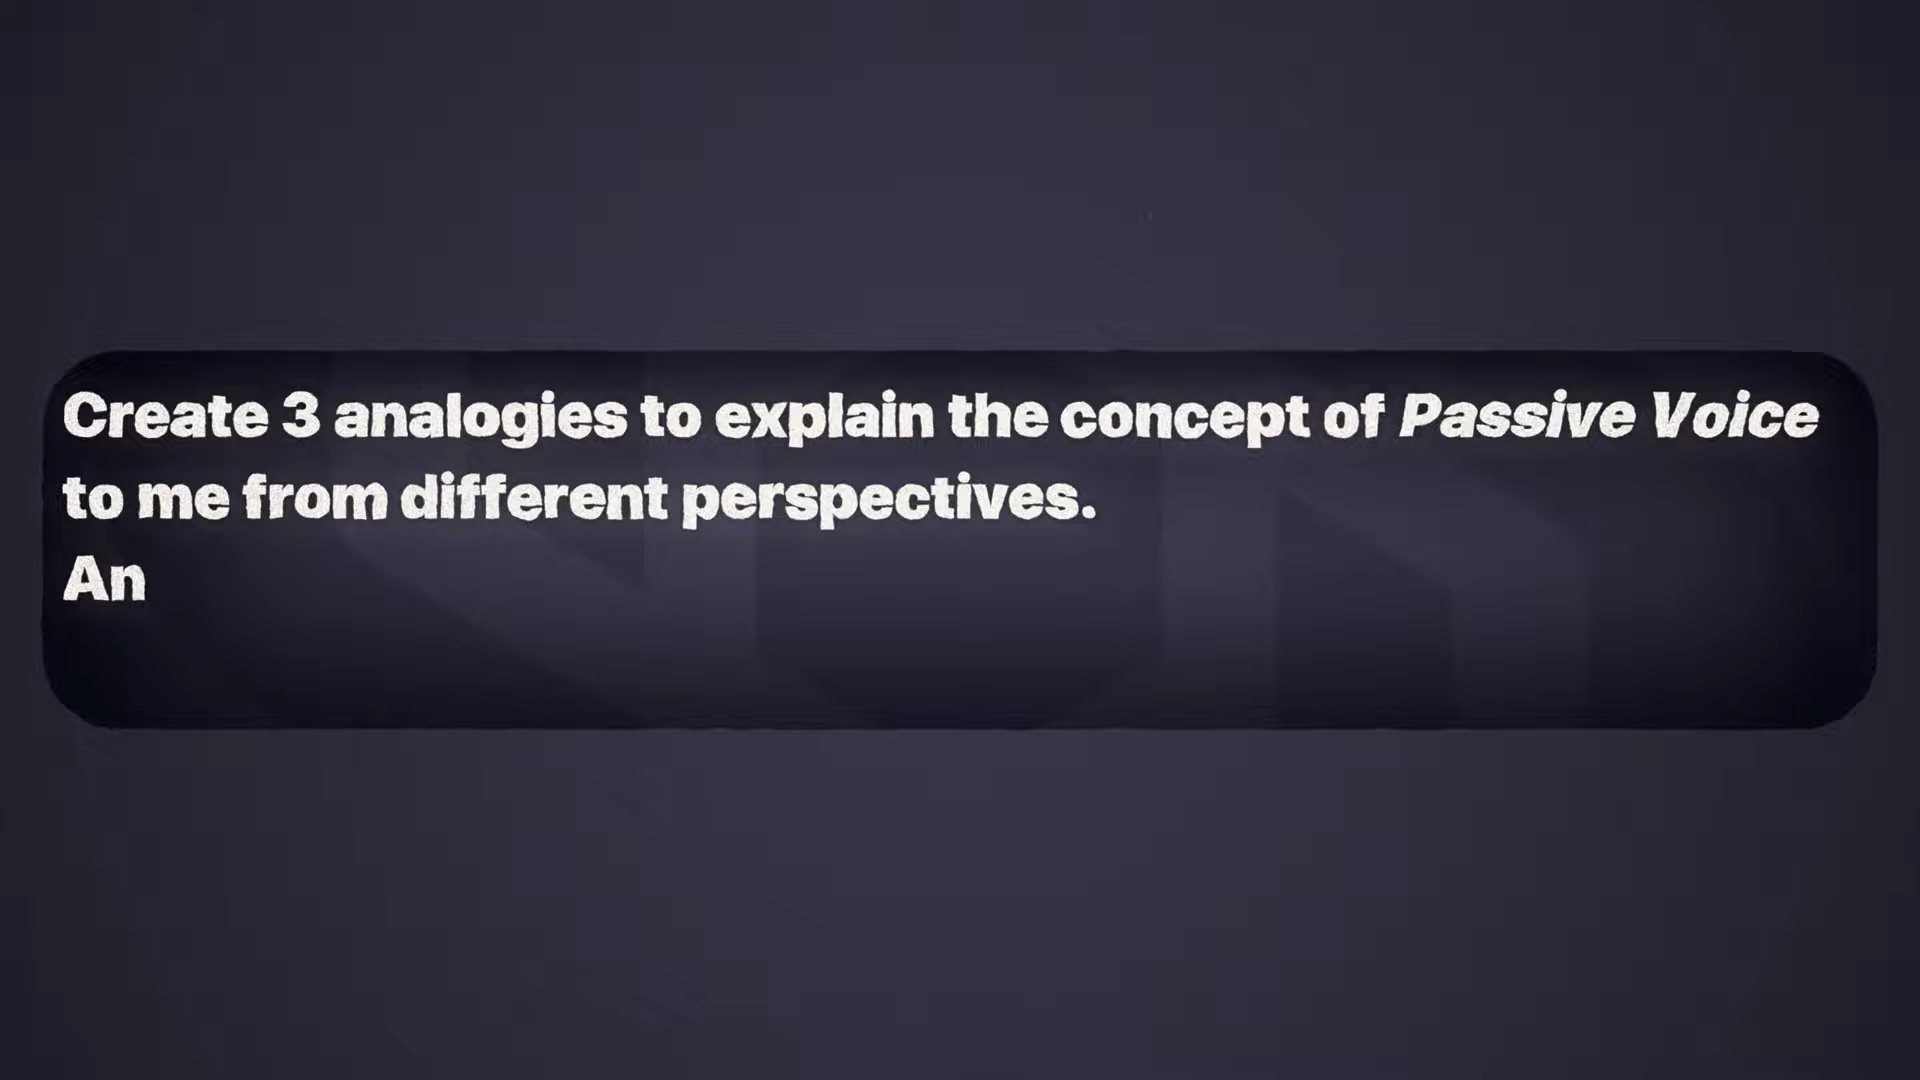 Create 3 analogies to explain the concept of Passive Voice
to me from different perspectives.
An